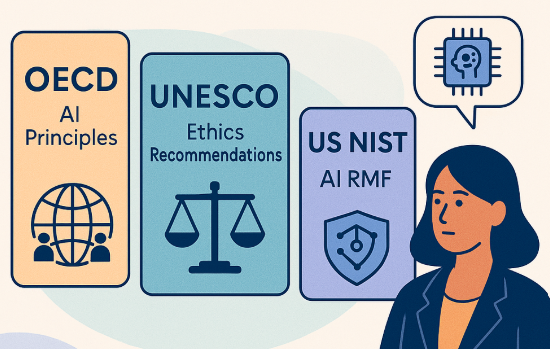 OECD
AI
Principles
UNESCO
Ethics
Recommendations
US NIST
AI RMF